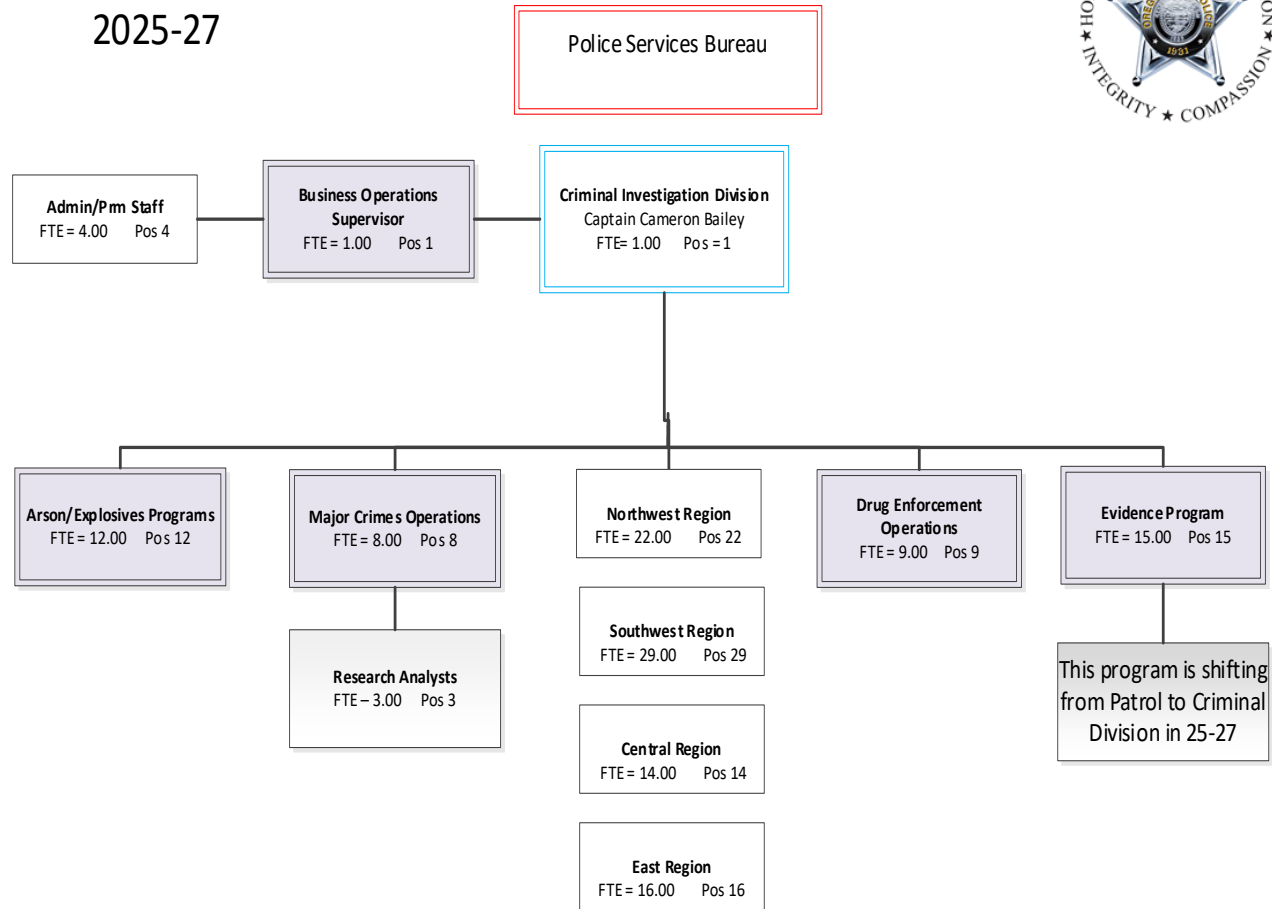 2025-27
Police Services Bureau
OREGON
1931
INTEGRITY ★ COMPASSION ★
Admin/Prm Staff
FTE = 4.00 Pos 4
Business Operations
Supervisor
FTE = 1.00 Pos 1
Criminal Investigation Division
Captain Cameron Bailey
FTE= 1.00 Pos =1
Arson/Explosives Programs
FTE = 12.00 Pos 12
Major Crimes Operations
FTE = 8.00 Pos 8
Northwest Region
FTE = 22.00 Pos 22
Drug Enforcement
Operations
FTE = 9.00 Pos 9
Evidence Program
FTE = 15.00 Pos 15
Research Analysts
FTE – 3.00 Pos 3
Southwest Region
FTE = 29.00 Pos 29
This program is shifting
from Patrol to Criminal
Division in 25-27
Central Region
FTE = 14.00 Pos 14
East Region
FTE = 16.00 Pos 16